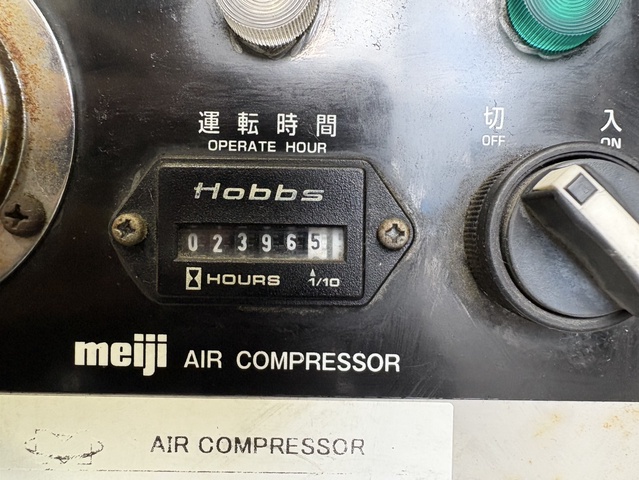 運転時間
OPERATE HOUR
切
OFF
入
ON
Hobbs
023965
HOURS 1/10
meiji AIR COMPRESSOR
AIR COMPRESSOR